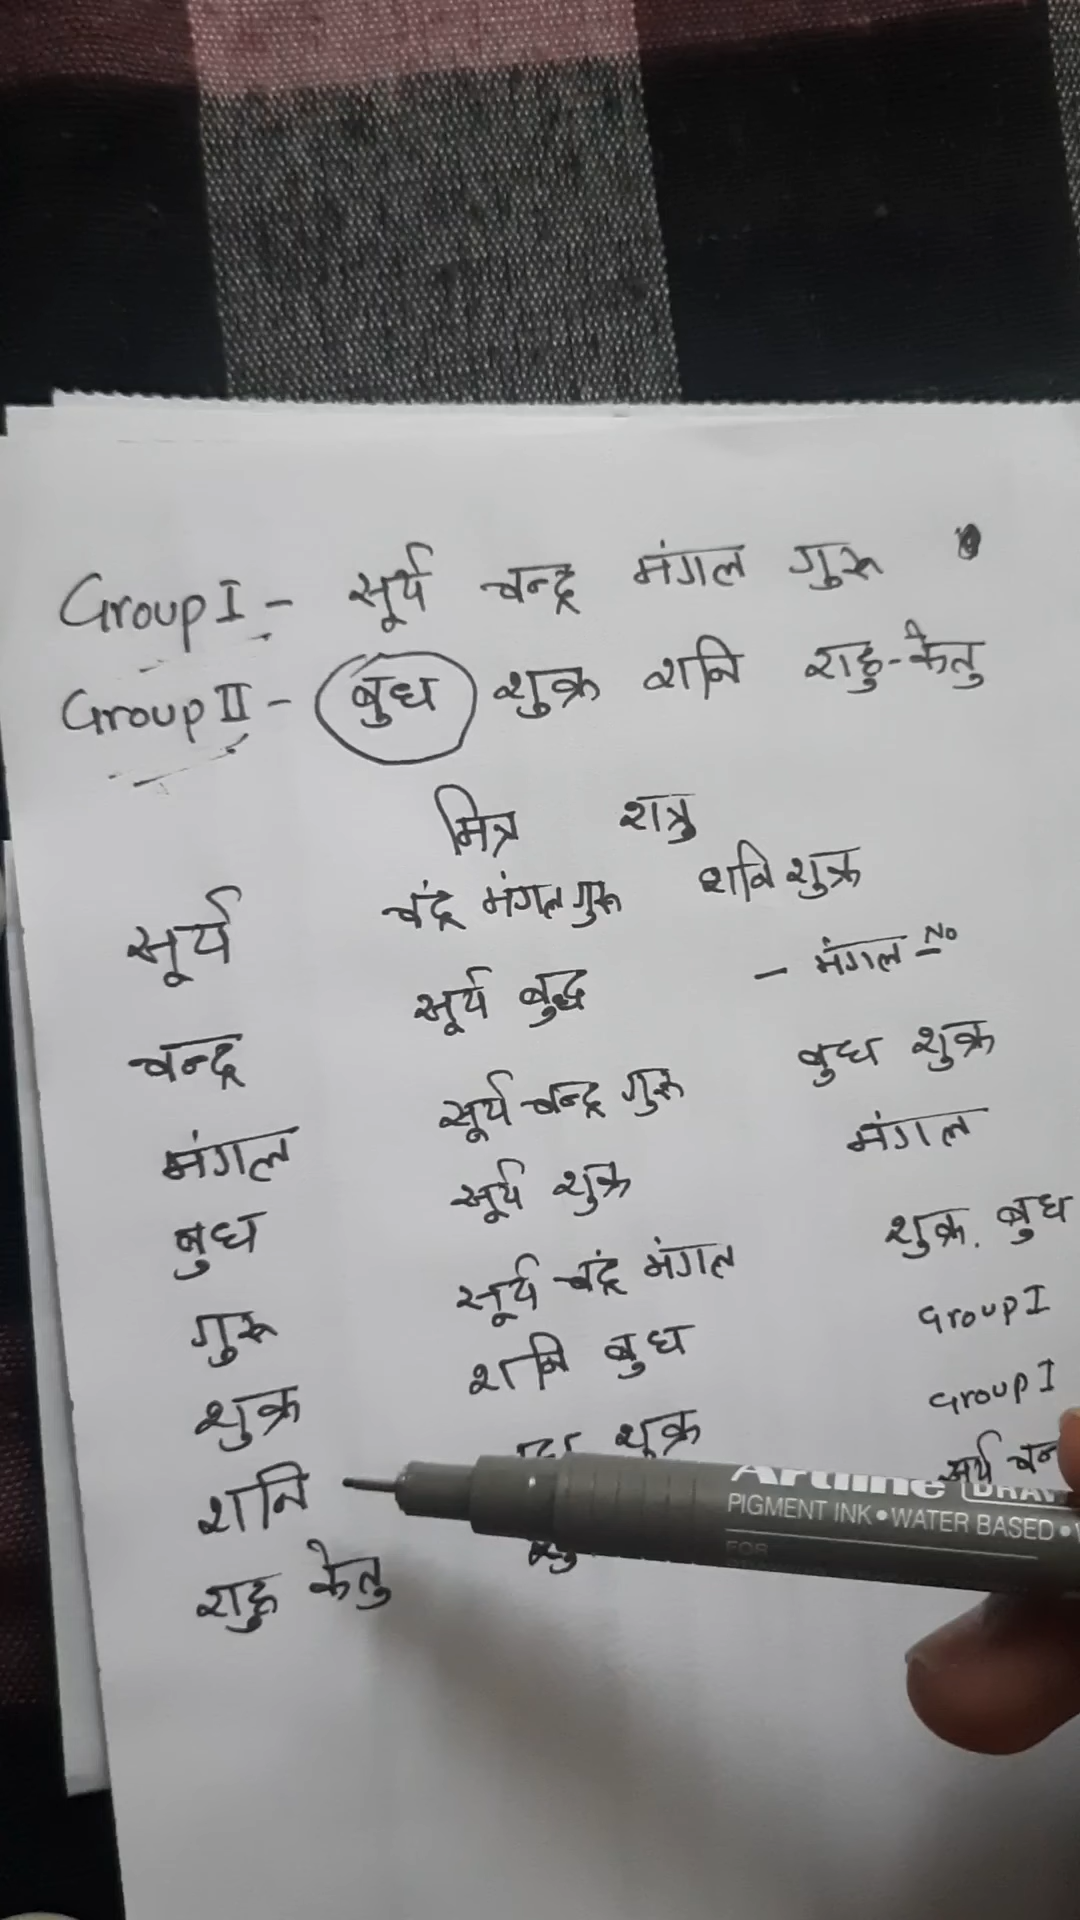 Group I - सूर्य चन्द्र मंगल गुरू
Group II - बुध शुक्र शनि राहु-केतु
मित्र शत्रु
सूर्य चंद्र मंगल गुरू शनि शुक्र
चन्द्र सूर्य बुद्ध - मंगल - No
मंगल सूर्य चन्द्र गुरू बुध शुक्र
बुध सूर्य शुक्र मंगल
गुरू सूर्य चंद्र मंगल शुक्र. बुध
शुक्र शनि बुध Group I
शनि शुक्र Group I
राहु केतु सूर्य
Artline
PIGMENT INK • WATER BASED •
FOR